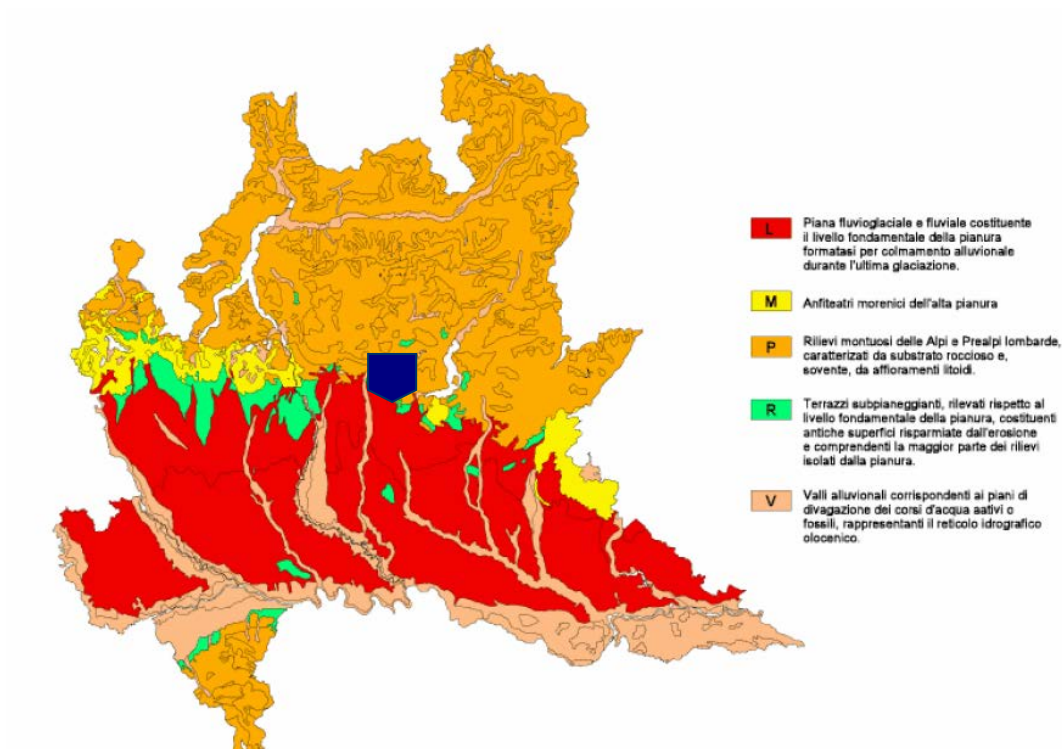 L
Piana fluvioglaciale e fluviale costituente
il livello fondamentale della pianura
formatasi per colmamento alluvionale
durante l'ultima glaciazione.
M
Anfiteatri morenici dell'alta pianura
P
Rilievi montuosi delle Alpi e Prealpi lombarde,
caratterizati da substrato roccioso e,
sovente, da affioramenti litoidi.
R
Terrazzi subpianeggianti, rilevati rispetto al
livello fondamentale della pianura, costituenti
antiche superfici risparmiate dall'erosione
e comprendenti la maggior parte dei rilievi
isolati dalla pianura.
V
Valli alluvionali corrispondenti ai piani di
divagazione dei corsi d'acqua aativi o
fossili, rappresentanti il reticolo idrografico
olocenico.